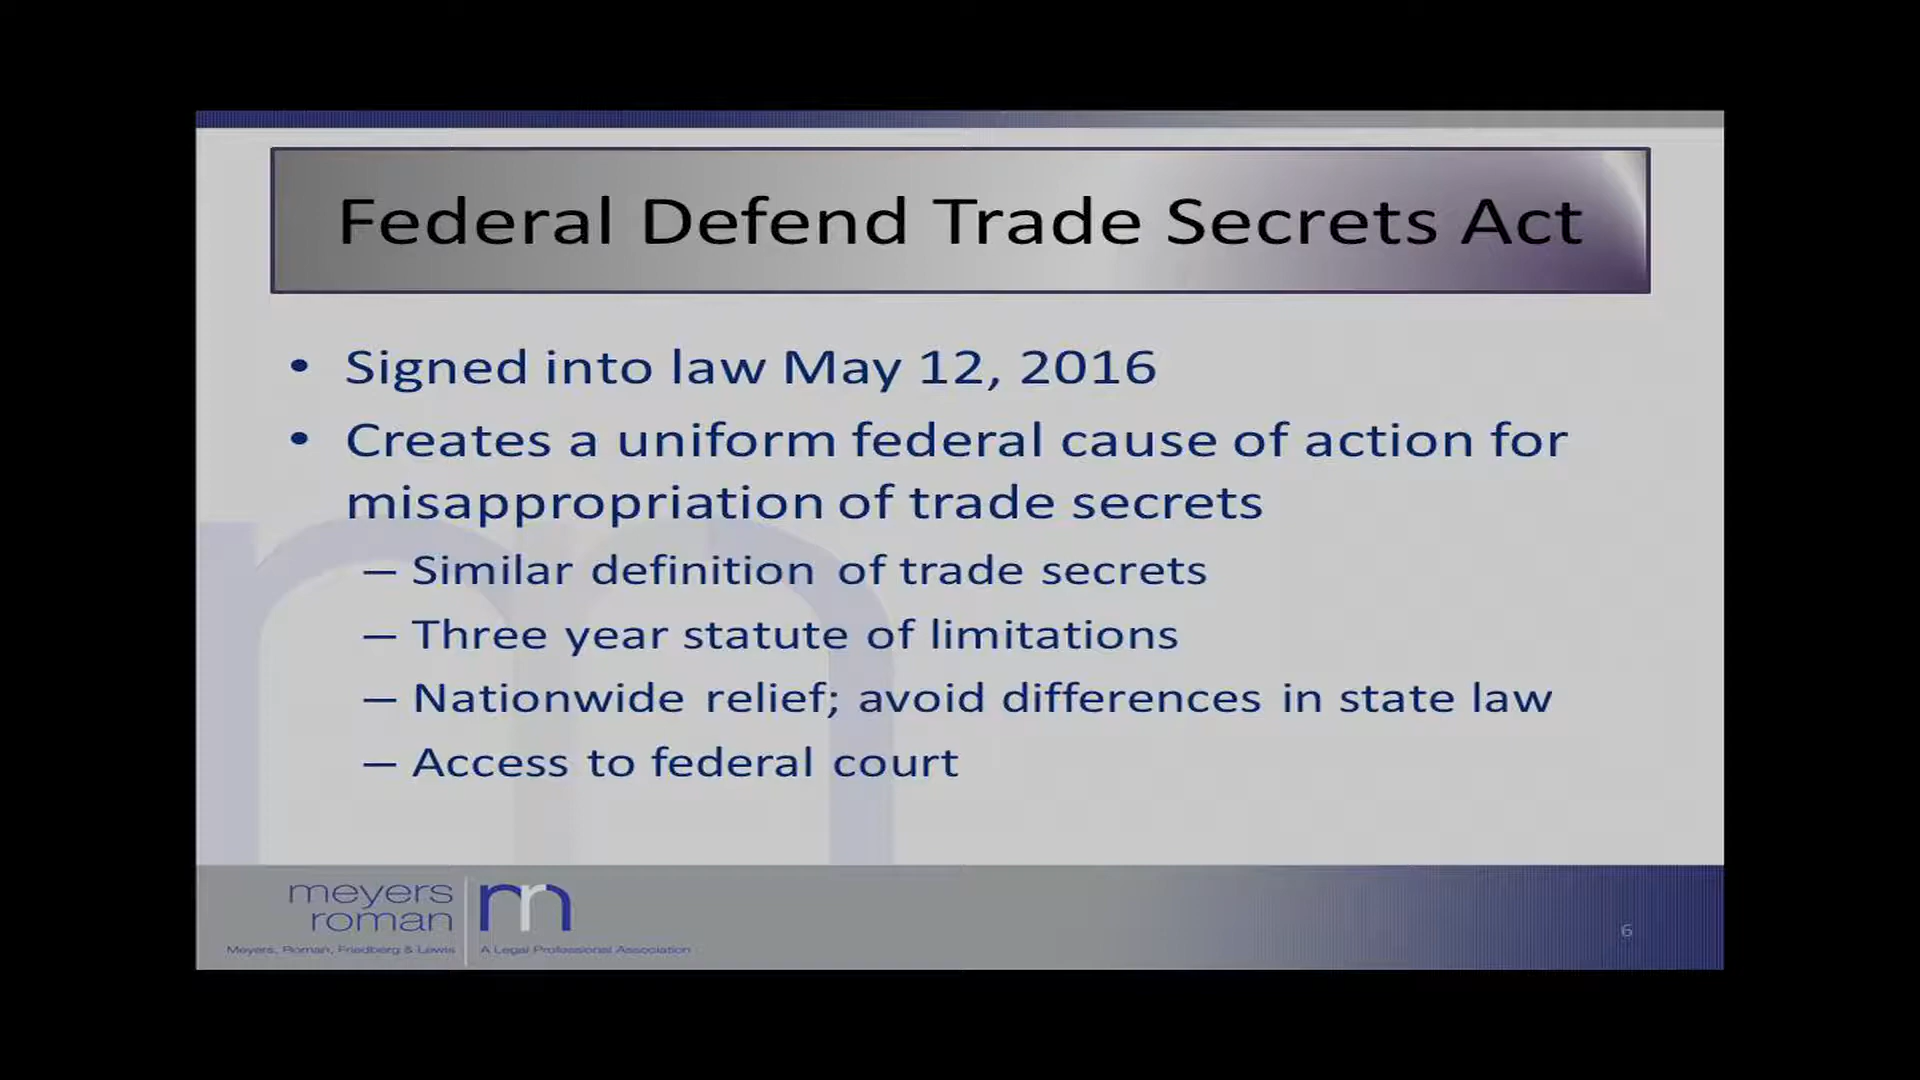 Federal Defend Trade Secrets Act
• Signed into law May 12, 2016
• Creates a uniform federal cause of action for
misappropriation of trade secrets
– Similar definition of trade secrets
– Three year statute of limitations
– Nationwide relief; avoid differences in state law
– Access to federal court
meyers
roman
Meyers, Roman, Friedberg & Lewis
A Legal Professional Association
6